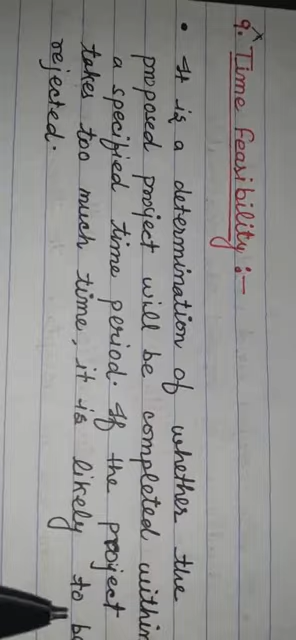 9. Time feasibility :-
• It is a determination of whether the
proposed project will be completed within
a specified time period. If the project
takes too much time, it is likely to be
rejected.